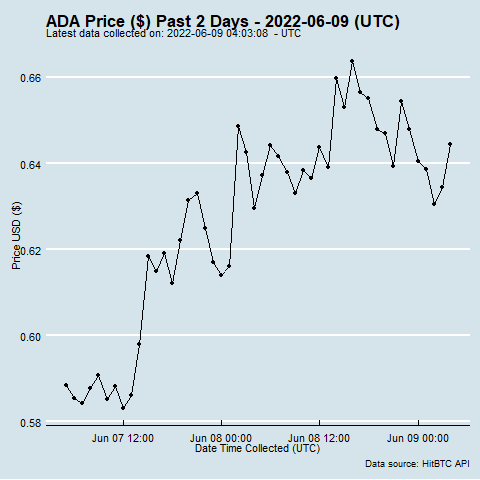 ADA Price ($) Past 2 Days - 2022-06-09 (UTC)
Latest data collected on: 2022-06-09 04:03:08 - UTC
0.66
0.64
0.62
0.60
0.58
Price USD ($)
Jun 07 12:00
Jun 08 00:00
Jun 08 12:00
Jun 09 00:00
Date Time Collected (UTC)
Data source: HitBTC API